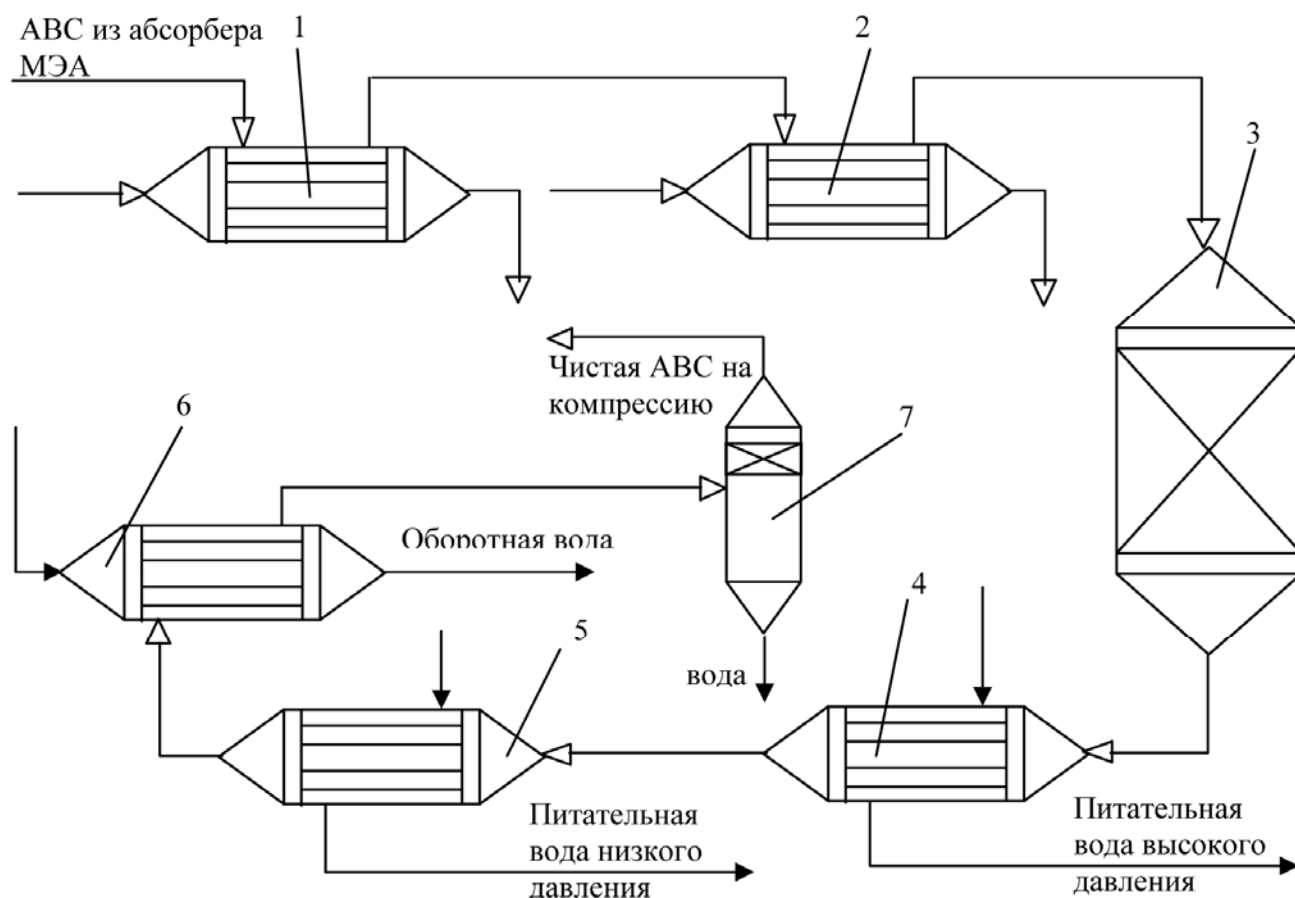 АВС из абсорбера
МЭА
1
2
3
Чистая АВС на
компрессию
6
7
Оборотная вода
4
5
вода
Питательная
вода низкого
давления
Питательная
вода высокого
давления